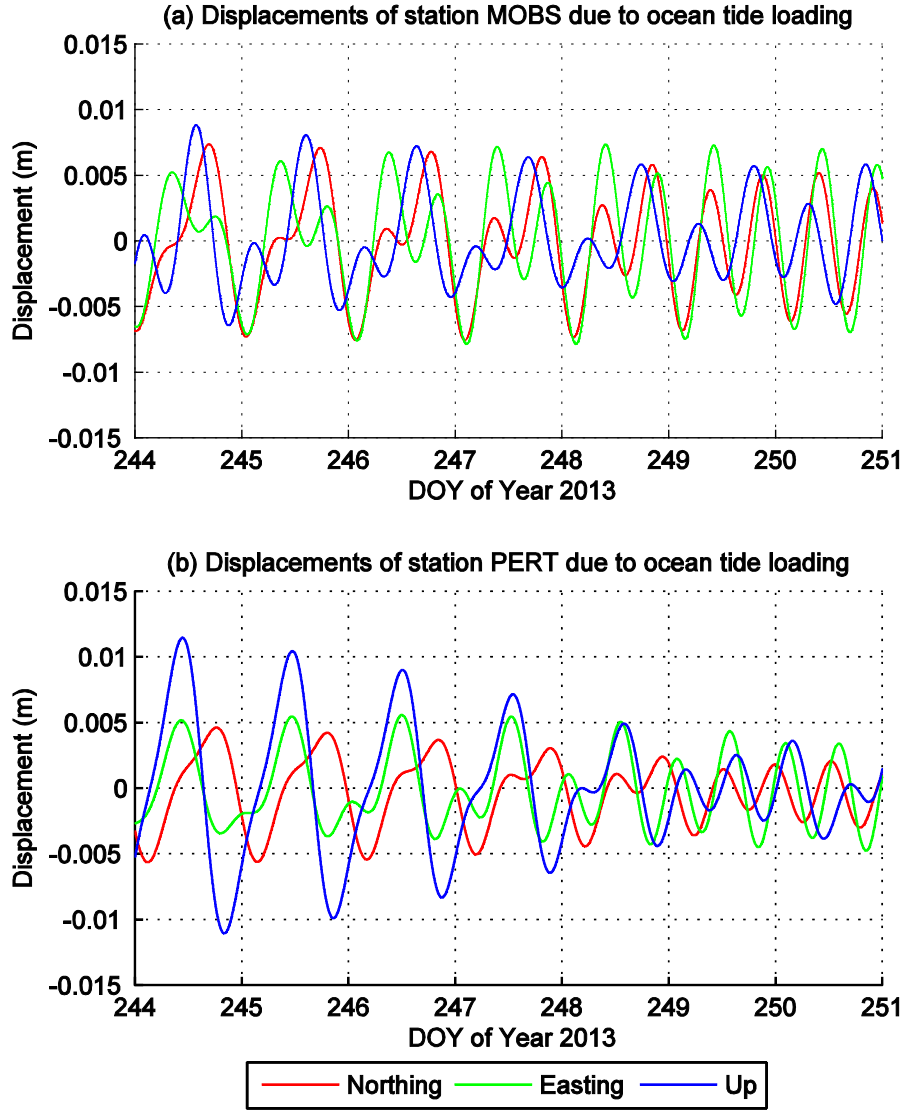 (a) Displacements of station MOBS due to ocean tide loading
0.015
0.01
0.005
0
-0.005
-0.01
-0.015
Displacement (m)
244 245 246 247 248 249 250 251
DOY of Year 2013
(b) Displacements of station PERT due to ocean tide loading
0.015
0.01
0.005
0
-0.005
-0.01
-0.015
Displacement (m)
244 245 246 247 248 249 250 251
DOY of Year 2013
Northing Easting Up